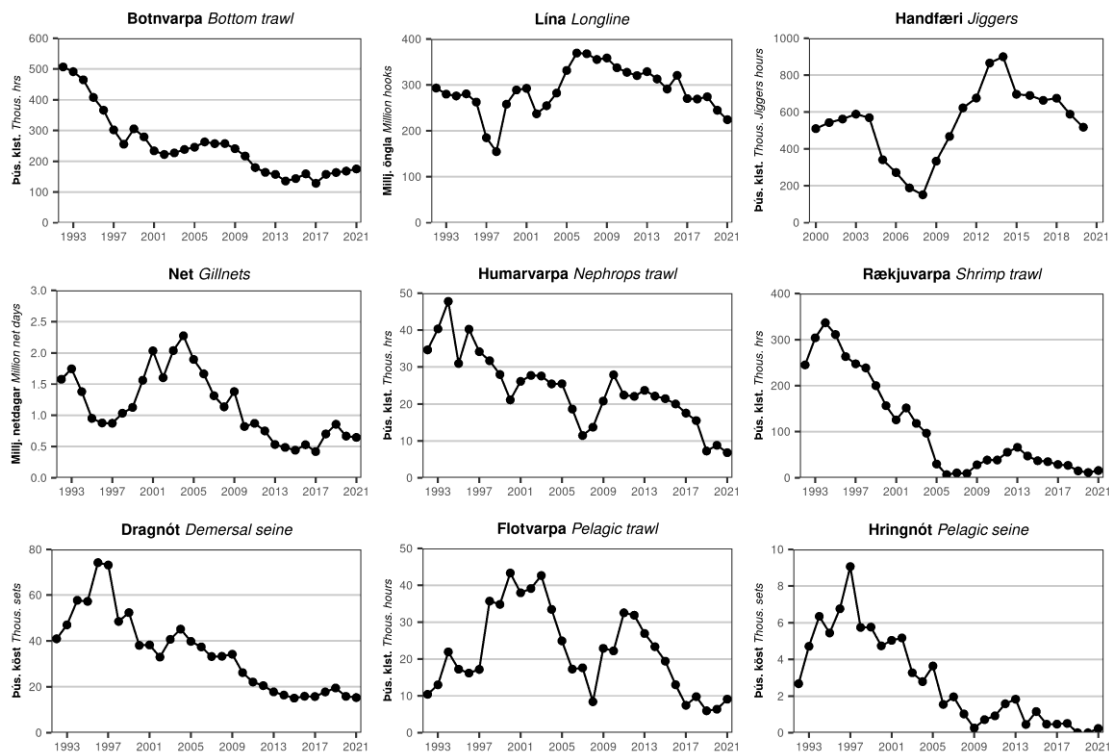 Botnvarpa Bottom trawl
Þús. klst. Thous. hrs
600
500
400
300
200
100
0
1993 1997 2001 2005 2009 2013 2017 2021
Lína Longline
Millj. öngla Million hooks
400
300
200
100
0
1993 1997 2001 2005 2009 2013 2017 2021
Handfæri Jiggers
Þús. klst. Thous. Jiggers hours
1000
800
600
400
200
0
2000 2003 2006 2009 2012 2015 2018 2021
Net Gillnets
Millj. netdagar Million net days
3.0
2.5
2.0
1.5
1.0
0.5
0.0
1993 1997 2001 2005 2009 2013 2017 2021
Humarvarpa Nephrops trawl
Þús. klst. Thous. hrs
50
40
30
20
10
0
1993 1997 2001 2005 2009 2013 2017 2021
Rækjuvarpa Shrimp trawl
Þús. klst. Thous. hrs
400
300
200
100
0
1993 1997 2001 2005 2009 2013 2017 2021
Dragnót Demersal seine
Þús. köst Thous. sets
80
60
40
20
0
1993 1997 2001 2005 2009 2013 2017 2021
Flotvarpa Pelagic trawl
Þús. klst. Thous. hours
50
40
30
20
10
0
1993 1997 2001 2005 2009 2013 2017 2021
Hringnót Pelagic seine
Þús. köst Thous. sets
10
8
6
4
2
0
1993 1997 2001 2005 2009 2013 2017 2021